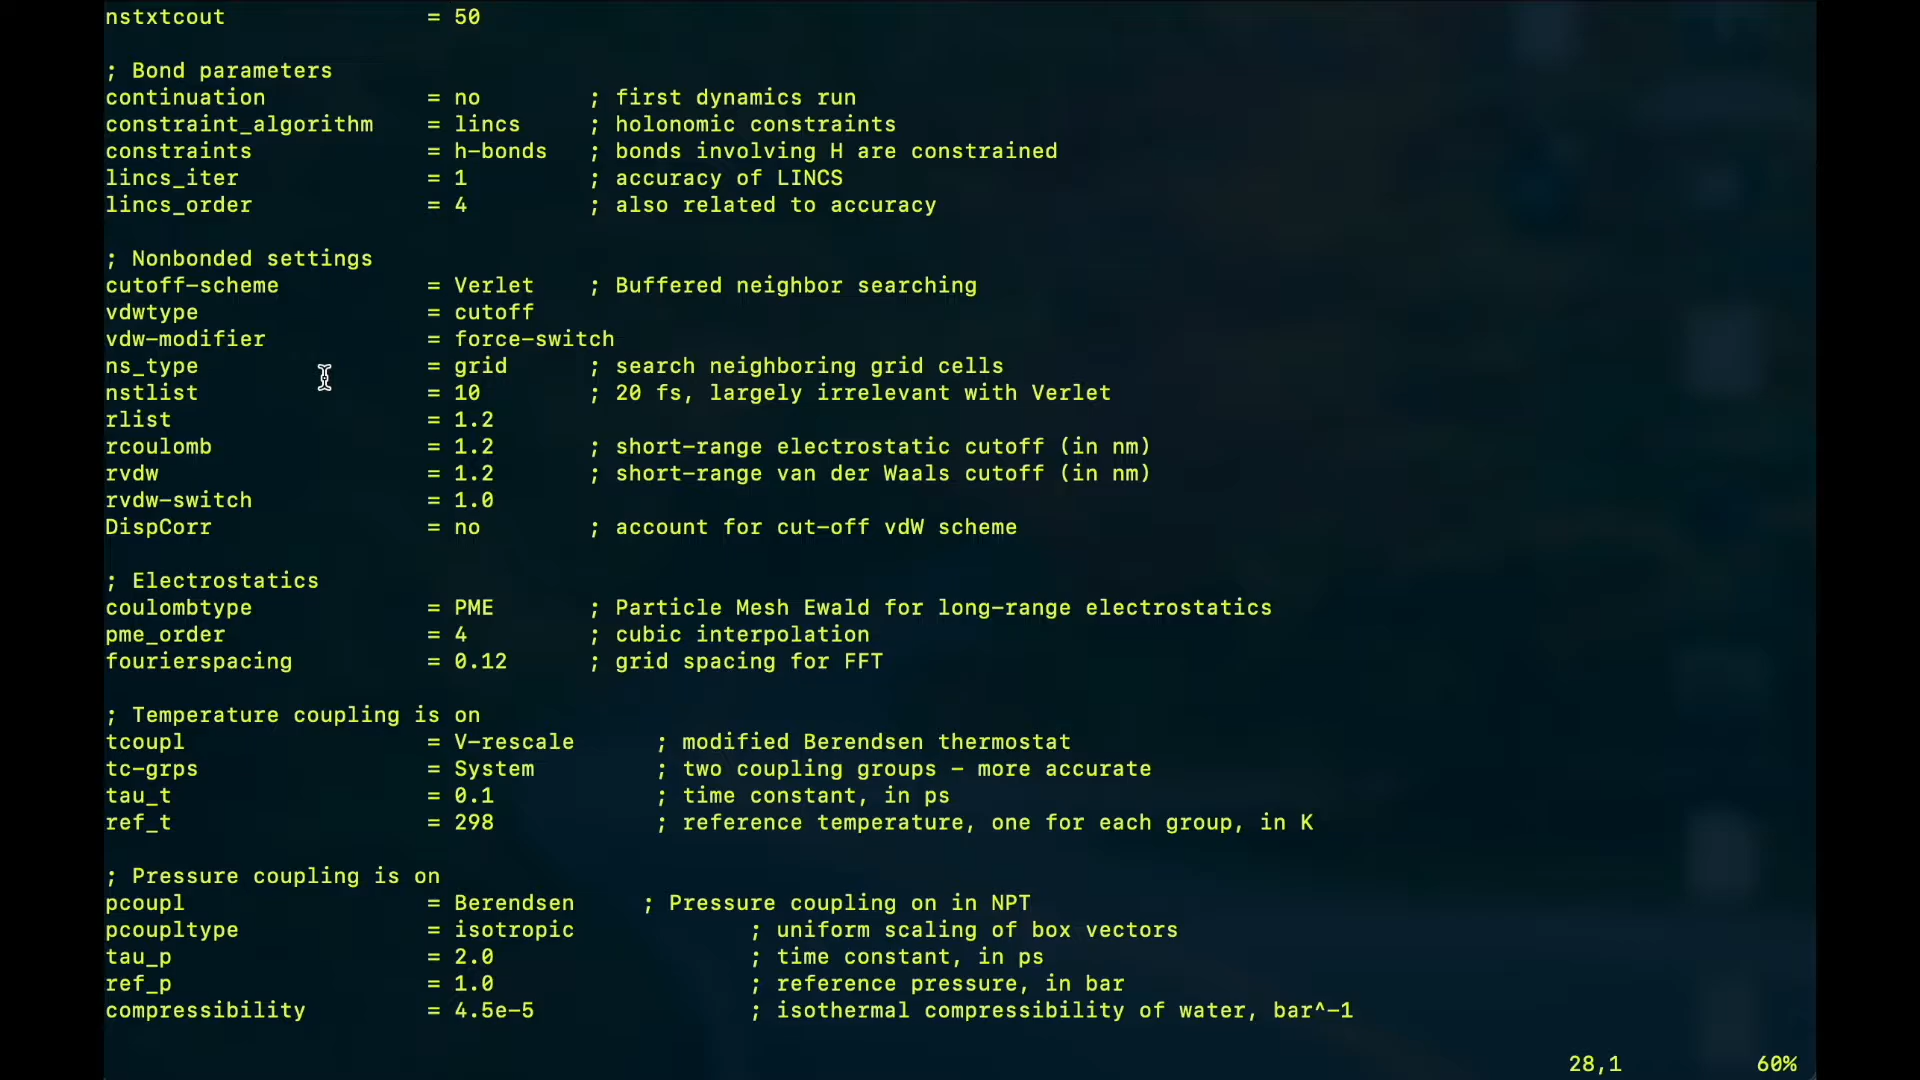 nstxtcout = 50
; Bond parameters
continuation = no ; first dynamics run
constraint_algorithm = lincs ; holonomic constraints
constraints = h-bonds ; bonds involving H are constrained
lincs_iter = 1 ; accuracy of LINCS
lincs_order = 4 ; also related to accuracy
; Nonbonded settings
cutoff-scheme = Verlet ; Buffered neighbor searching
vdwtype = cutoff
vdw-modifier = force-switch
ns_type = grid ; search neighboring grid cells
nstlist = 10 ; 20 fs, largely irrelevant with Verlet
rlist = 1.2
rcoulomb = 1.2 ; short-range electrostatic cutoff (in nm)
rvdw = 1.2 ; short-range van der Waals cutoff (in nm)
rvdw-switch = 1.0
DispCorr = no ; account for cut-off vdW scheme
; Electrostatics
coulombtype = PME ; Particle Mesh Ewald for long-range electrostatics
pme_order = 4 ; cubic interpolation
fourierspacing = 0.12 ; grid spacing for FFT
; Temperature coupling is on
tcoupl = V-rescale ; modified Berendsen thermostat
tc-grps = System ; two coupling groups - more accurate
tau_t = 0.1 ; time constant, in ps
ref_t = 298 ; reference temperature, one for each group, in K
; Pressure coupling is on
pcoupl = Berendsen ; Pressure coupling on in NPT
pcoupltype = isotropic ; uniform scaling of box vectors
tau_p = 2.0 ; time constant, in ps
ref_p = 1.0 ; reference pressure, in bar
compressibility = 4.5e-5 ; isothermal compressibility of water, bar^-1
28,1 60%